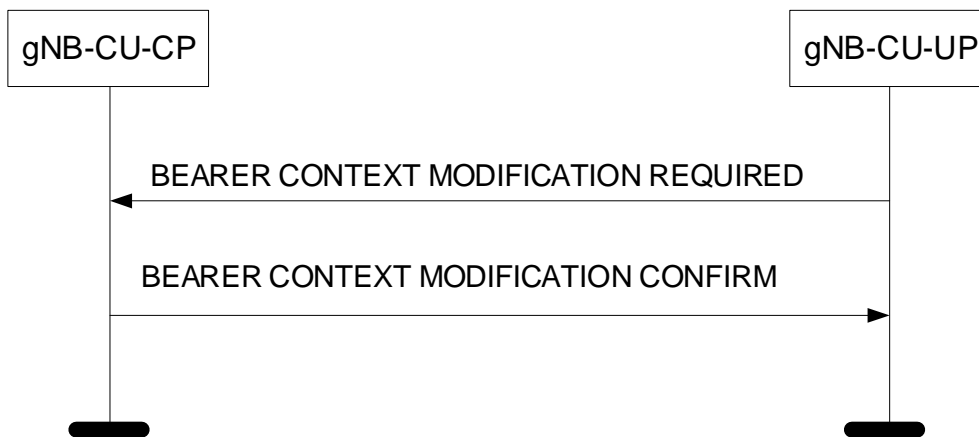 gNB-CU-CP
gNB-CU-UP
BEARER CONTEXT MODIFICATION REQUIRED
BEARER CONTEXT MODIFICATION CONFIRM